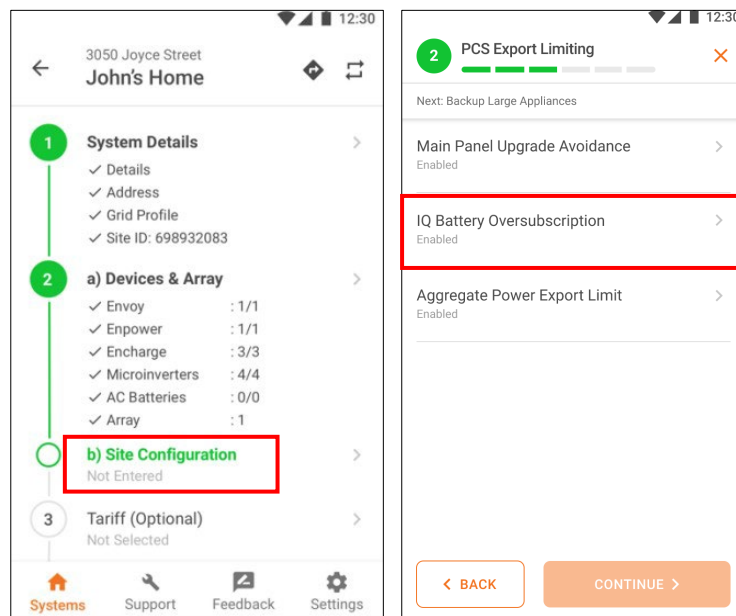 12:30
3050 Joyce Street
John's Home
1
System Details
Details
Address
Grid Profile
Site ID: 698932083
2
a) Devices & Array
Envoy : 1/1
Enpower : 1/1
Encharge : 3/3
Microinverters : 4/4
AC Batteries : 0/0
Array : 1
b) Site Configuration
Not Entered
3
Tariff (Optional)
Not Selected
Systems
Support
Feedback
Settings
12:30
2
PCS Export Limiting
Next: Backup Large Appliances
Main Panel Upgrade Avoidance
Enabled
IQ Battery Oversubscription
Enabled
Aggregate Power Export Limit
Enabled
BACK
CONTINUE